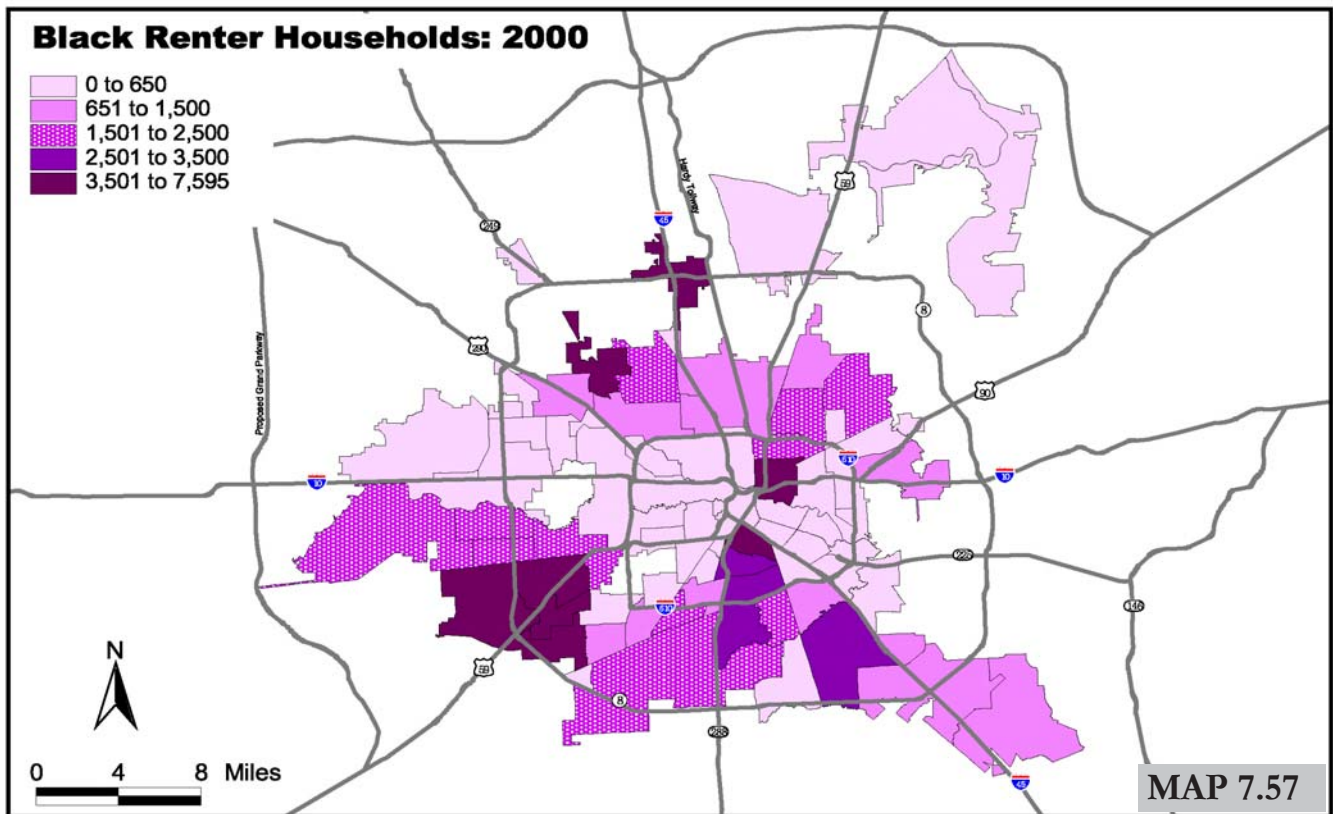 Black Renter Households: 2000
0 to 650
651 to 1,500
1,501 to 2,500
2,501 to 3,500
3,501 to 7,595
Hardy Tollway
59
45
249
8
290
Proposed Grand Parkway
90
610
10
10
225
146
610
59
8
288
N
0 4 8 Miles
45
MAP 7.57